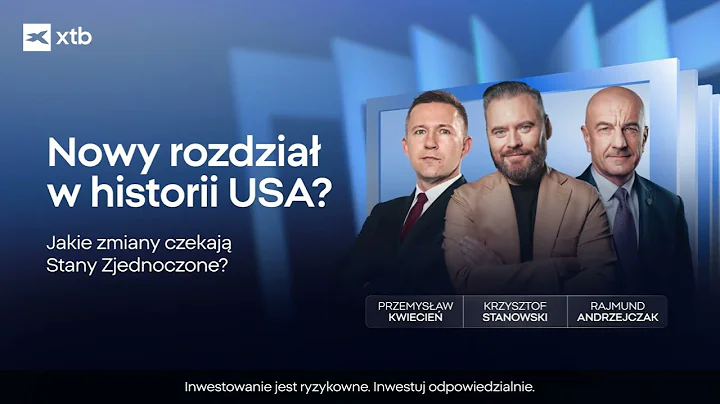 xtb
Nowy rozdział
w historii USA?
Jakie zmiany czekają
Stany Zjednoczone?
PRZEMYSŁAW
KWIECIEŃ
KRZYSZTOF
STANOWSKI
RAJMUND
ANDRZEJCZAK
Inwestowanie jest ryzykowne. Inwestuj odpowiedzialnie.